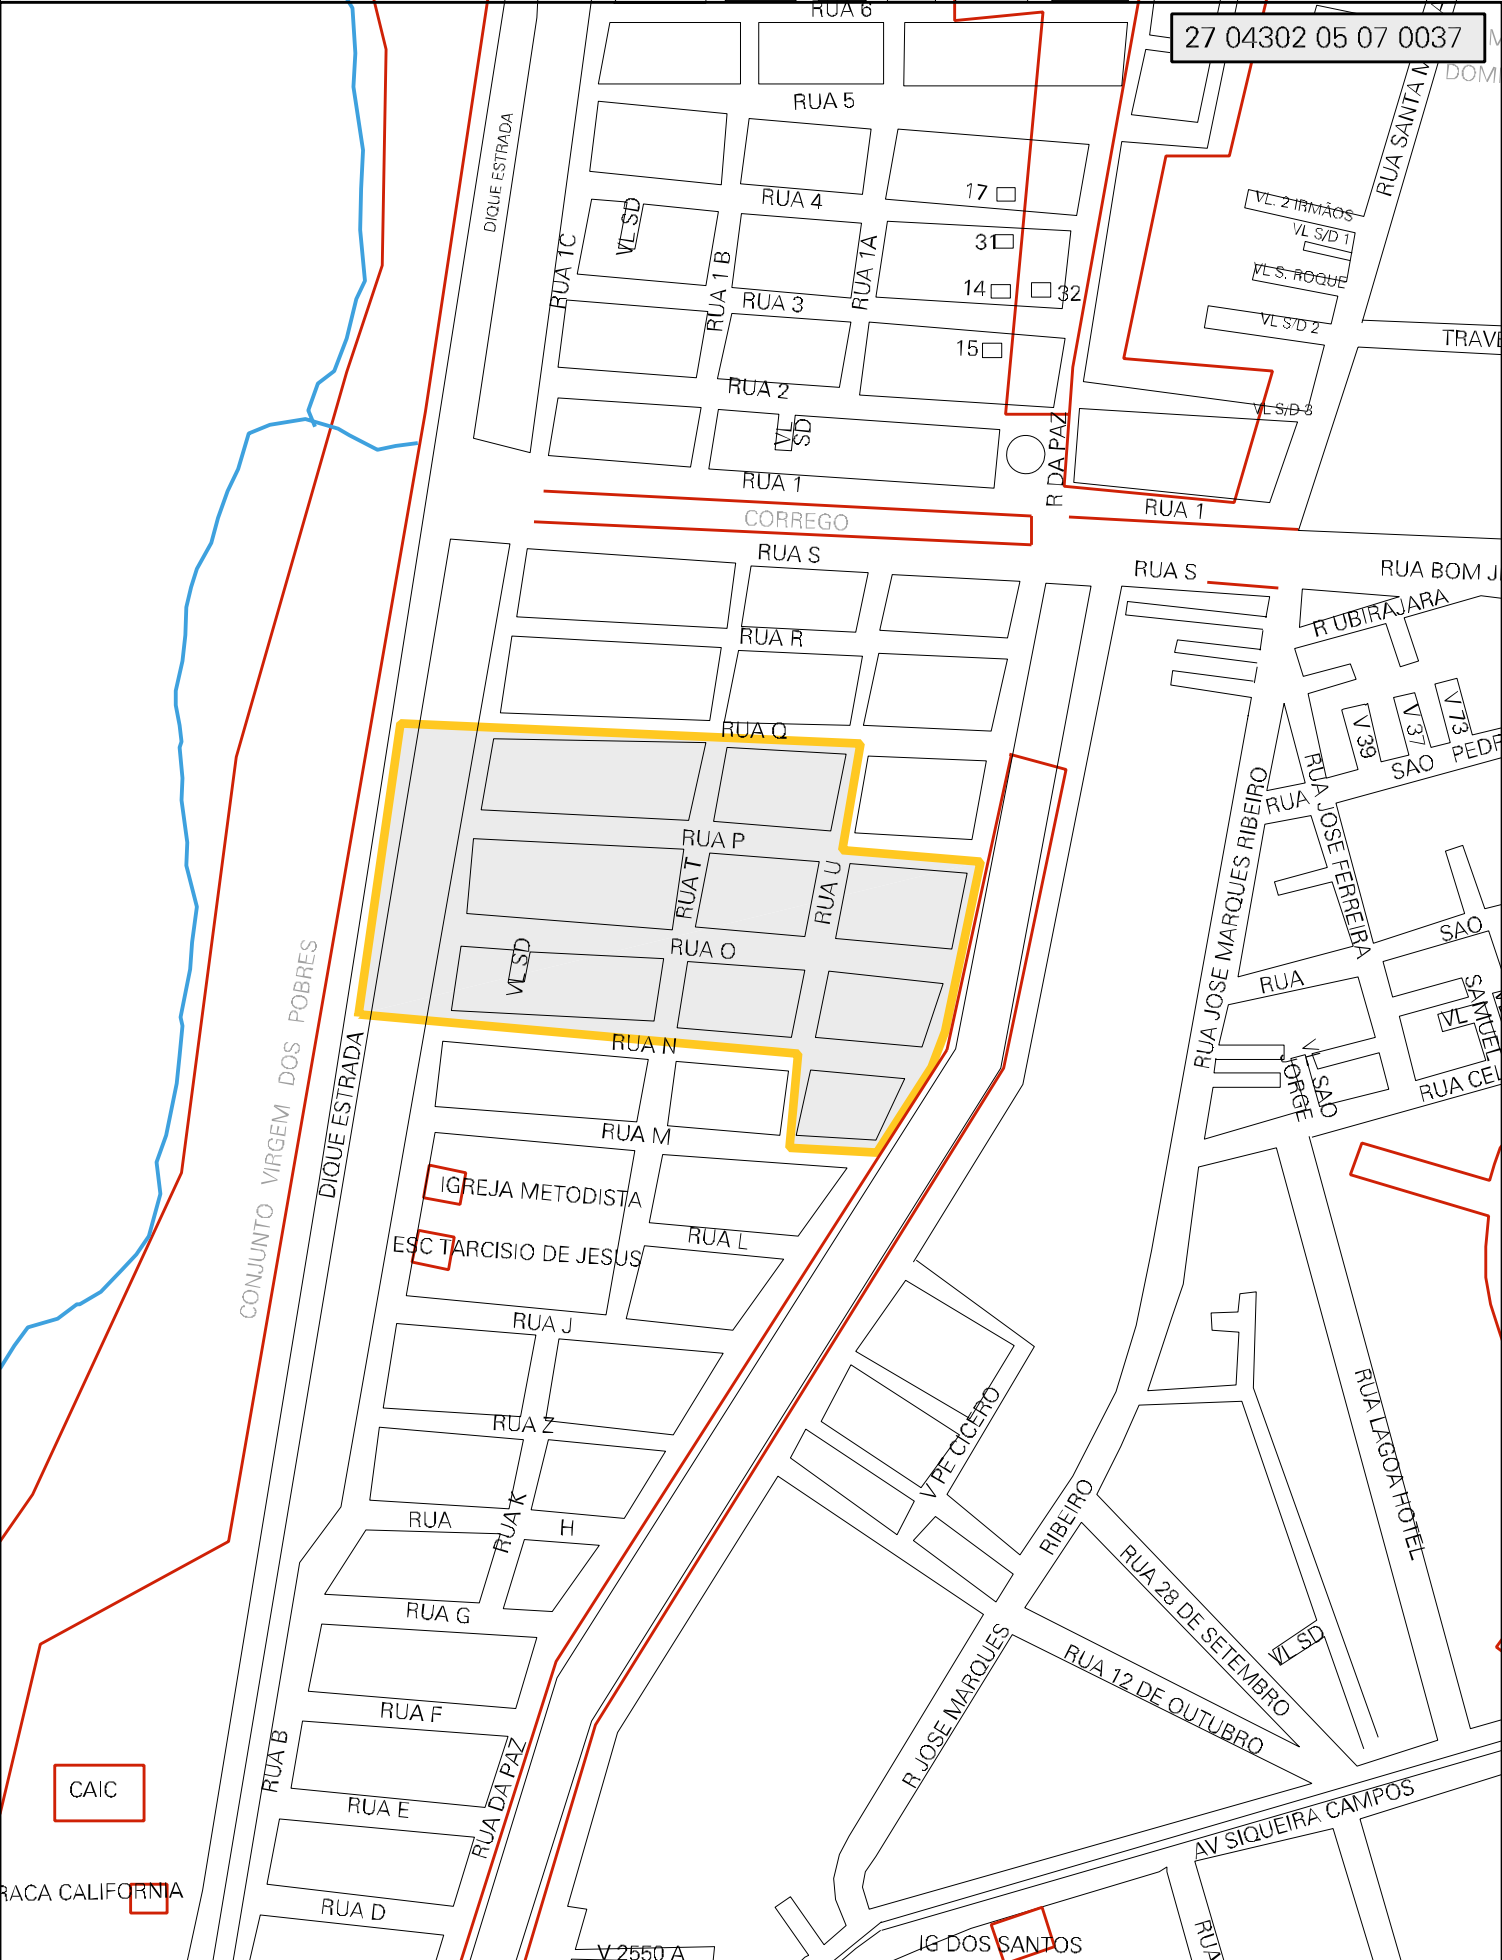 RUA 6
27 04302 05 07 0037
DOMI
RUA 5
DIQUE ESTRADA
RUA SANTA M
17
RUA 4
VL. 2 IRMÃOS
VL SD
VL S/D 1
31
RUA 1C
RUA 1 B
RUA 1A
VL S. ROQUE
14
32
RUA 3
VL S/D 2
TRAVE
15
RUA 2
VL S/D 3
VL
SD
R DA PAZ
RUA 1
RUA 1
CORREGO
RUA S
RUA S
RUA BOM JE
R UBIRAJARA
RUA R
V 39
V 37
V 73
RUA Q
SAO PEDR
RUA
RUA JOSE MARQUES RIBEIRO
RUA JOSE FERREIRA
RUA P
RUA T
RUA U
SAO
RUA O
VL SD
RUA
CONJUNTO VIRGEM DOS POBRES
SAMUEL
VL
RUA N
VL SAO
JORGE
RUA CEL
DIQUE ESTRADA
RUA M
IGREJA METODISTA
RUA L
ESC TARCISIO DE JESUS
RUA J
RUA Z
V PE CICERO
RUA LAGOA HOTEL
RUA K
RUA
H
RIBEIRO
RUA G
RUA 28 DE SETEMBRO
VL SD
RUA 12 DE OUTUBRO
R JOSE MARQUES
RUA F
RUA B
RUA DA PAZ
CAIC
RUA E
AV SIQUEIRA CAMPOS
RACA CALIFORNIA
RUA D
RUA
IG DOS SANTOS
V 2550 A